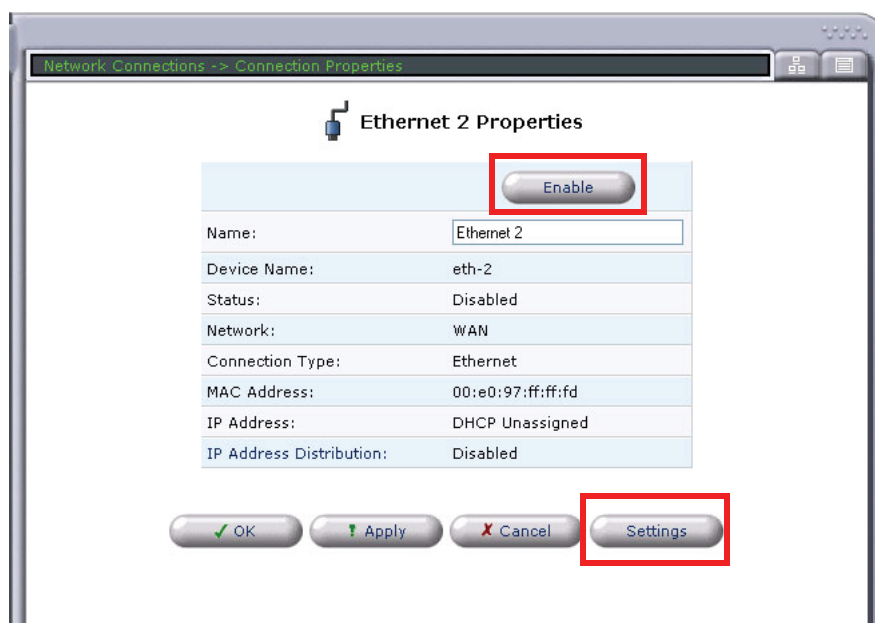 Network Connections -> Connection Properties
Ethernet 2 Properties
Enable
Name: Ethernet 2
Device Name: eth-2
Status: Disabled
Network: WAN
Connection Type: Ethernet
MAC Address: 00:e0:97:ff:ff:fd
IP Address: DHCP Unassigned
IP Address Distribution: Disabled
OK Apply Cancel Settings